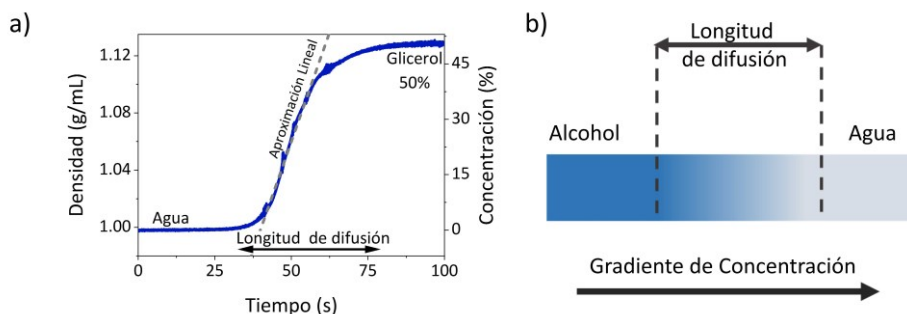 a)
Densidad (g/mL)
1.12
1.08
1.04
1.00
Agua
Aproximación Lineal
Glicerol
50%
Longitud de difusión
45
30
15
0
Concentración (%)
0
25
50
75
100
Tiempo (s)
b)
Longitud
de difusión
Alcohol
Agua
Gradiente de Concentración